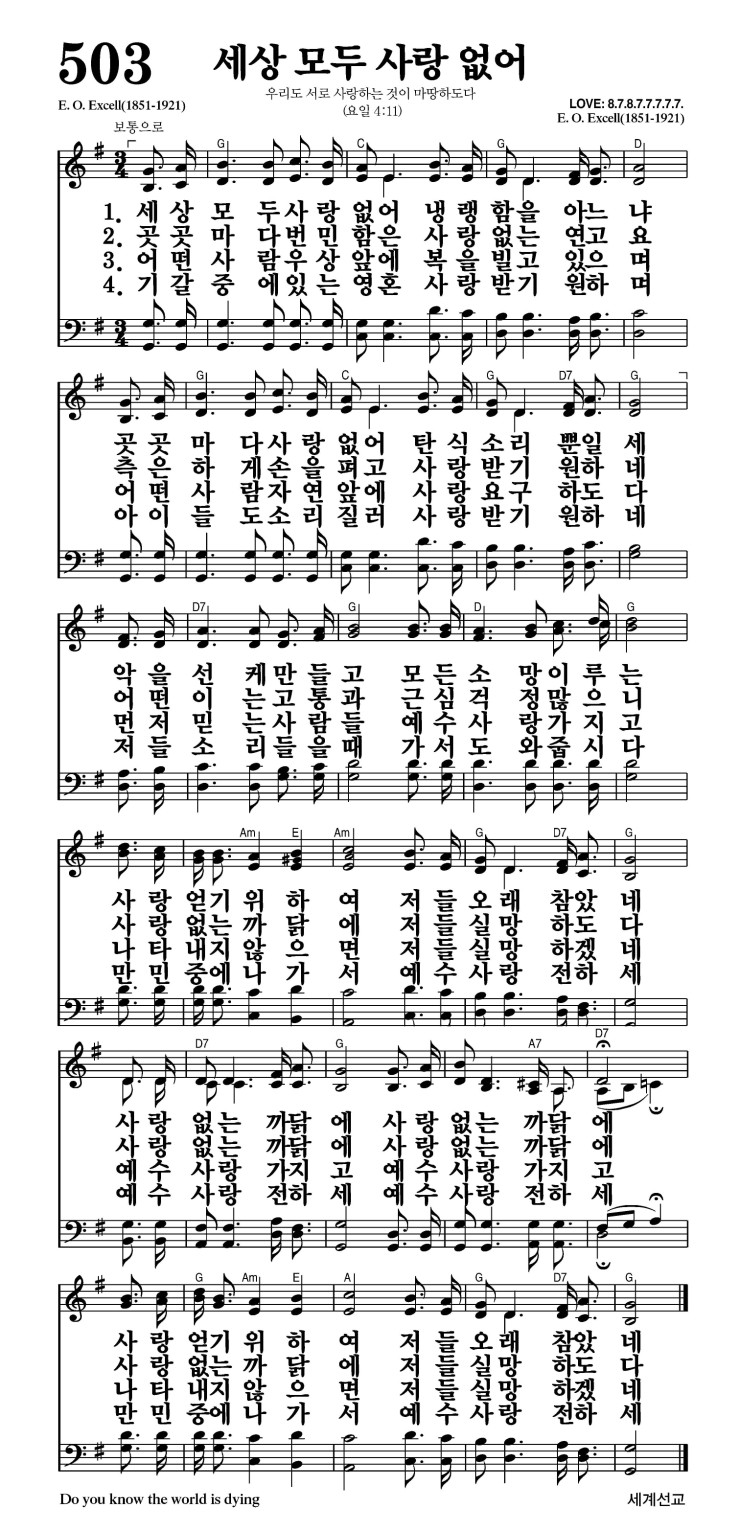 503 세상 모두 사랑 없어
우리도 서로 사랑하는 것이 마땅하도다
(요일 4:11)
E. O. Excell(1851-1921)
LOVE: 8.7.8.7.7.7.7.7.
E. O. Excell(1851-1921)
보통으로
G C G D
1. 세 상 모 두 사 랑 없 어 냉 랭 함 을 아 느 냐
2. 곳 곳 마 다 번 민 함 은 사 랑 없 는 연 고 요
3. 어 떤 사 람 우 상 앞 에 복 을 빌 고 있 으 며
4. 기 갈 중 에 있 는 영 혼 사 랑 받 기 원 하 며
G C G D7 G
곳 곳 마 다 사 랑 없 어 탄 식 소 리 뿐 일 세
측 은 하 게 손 을 펴 고 사 랑 받 기 원 하 네
어 떤 사 람 자 연 앞 에 사 랑 요 구 하 도 다
아 이 들 도 소 리 질 러 사 랑 받 기 원 하 네
D7 G D G
악 을 선 케 만 들 고 모 든 소 망 이 루 는
어 떤 이 는 고 통 과 근 심 걱 정 많 으 니
먼 저 믿 는 사 람 들 예 수 사 랑 가 지 고
저 들 소 리 들 을 때 가 서 도 와 줍 시 다
Am E Am G D7 G
사 랑 얻 기 위 하 여 저 들 오 래 참 았 네
사 랑 없 는 까 닭 에 저 들 실 망 하 도 다
나 타 내 지 않 으 면 저 들 실 망 하 겠 네
만 민 중 에 나 가 서 예 수 사 랑 전 하 세
D7 G A7 D7
사 랑 없 는 까 닭 에 사 랑 없 는 까 닭 에
사 랑 없 는 까 닭 에 사 랑 없 는 까 닭 에
예 수 사 랑 가 지 고 예 수 사 랑 가 지 고
예 수 사 랑 전 하 세 예 수 사 랑 전 하 세
G Am E A G D7 G
사 랑 얻 기 위 하 여 저 들 오 래 참 았 네
사 랑 없 는 까 닭 에 저 들 실 망 하 도 다
나 타 내 지 않 으 면 저 들 실 망 하 겠 네
만 민 중 에 나 가 서 예 수 사 랑 전 하 세
Do you know the world is dying
세계선교